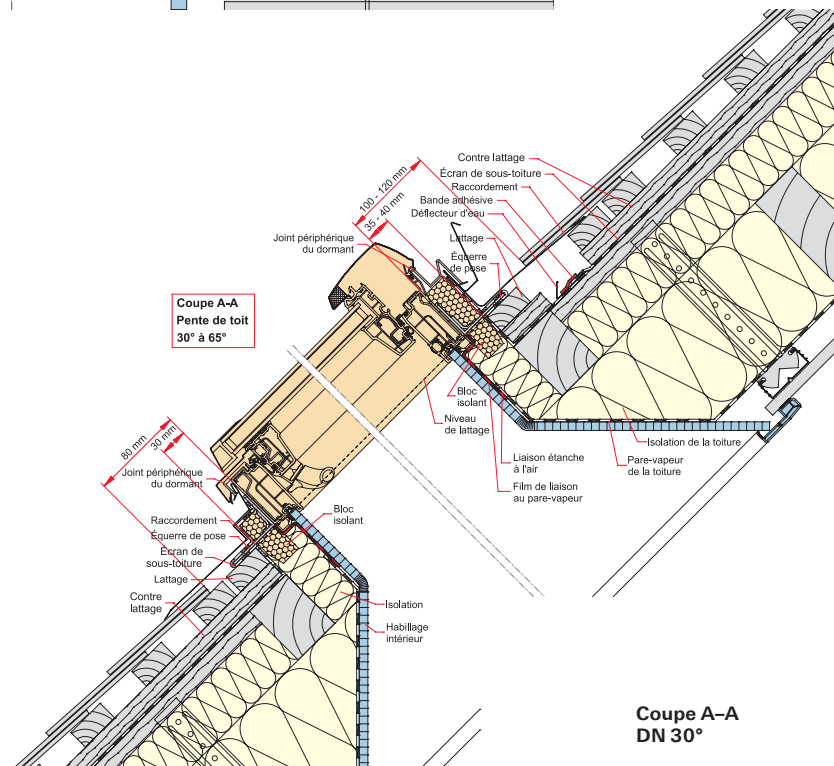 Contre lattage
Écran de sous-toiture
Raccordement
Bande adhésive
Déflecteur d'eau
100 - 120 mm
35 - 40 mm
Joint périphérique
du dormant
Lattage
Équerre
de pose
Coupe A-A
Pente de toit
30° à 65°
Bloc
isolant
Niveau
de lattage
Isolation de la toiture
Pare-vapeur
de la toiture
Liaison étanche
à l'air
Film de liaison
au pare-vapeur
80 mm
30 mm
Joint périphérique
du dormant
Raccordement
Équerre de pose
Écran de
sous-toiture
Lattage
Contre
lattage
Bloc
isolant
Isolation
Habillage
intérieur
Coupe A–A
DN 30°